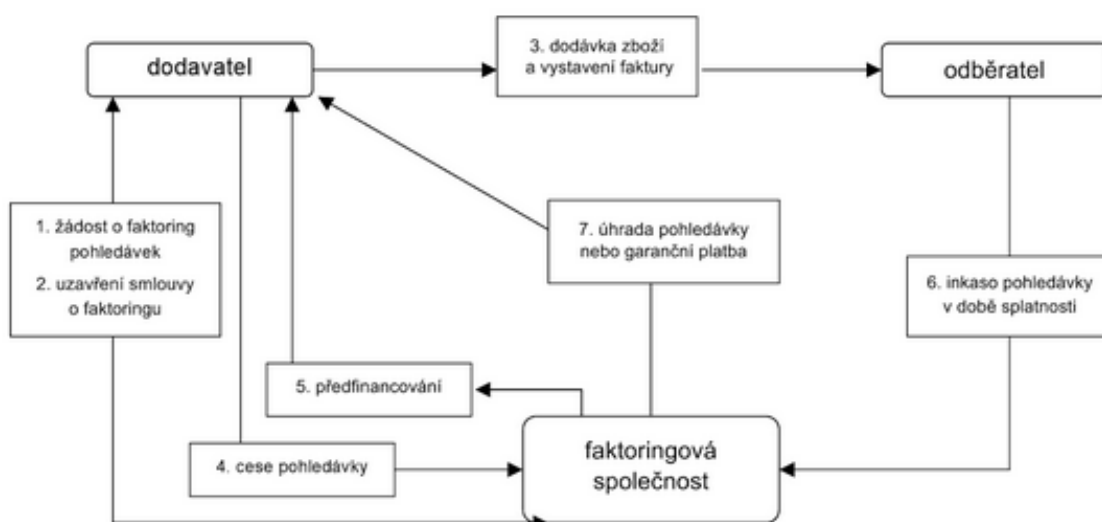 dodavatel
3. dodávka zboží
a vystavení faktury
odběratel
1. žádost o faktoring
pohledávek
2. uzavření smlouvy
o faktoringu
7. úhrada pohledávky
nebo garanční platba
6. inkaso pohledávky
v době splatnosti
5. předfinancování
4. cese pohledávky
faktoringová
společnost